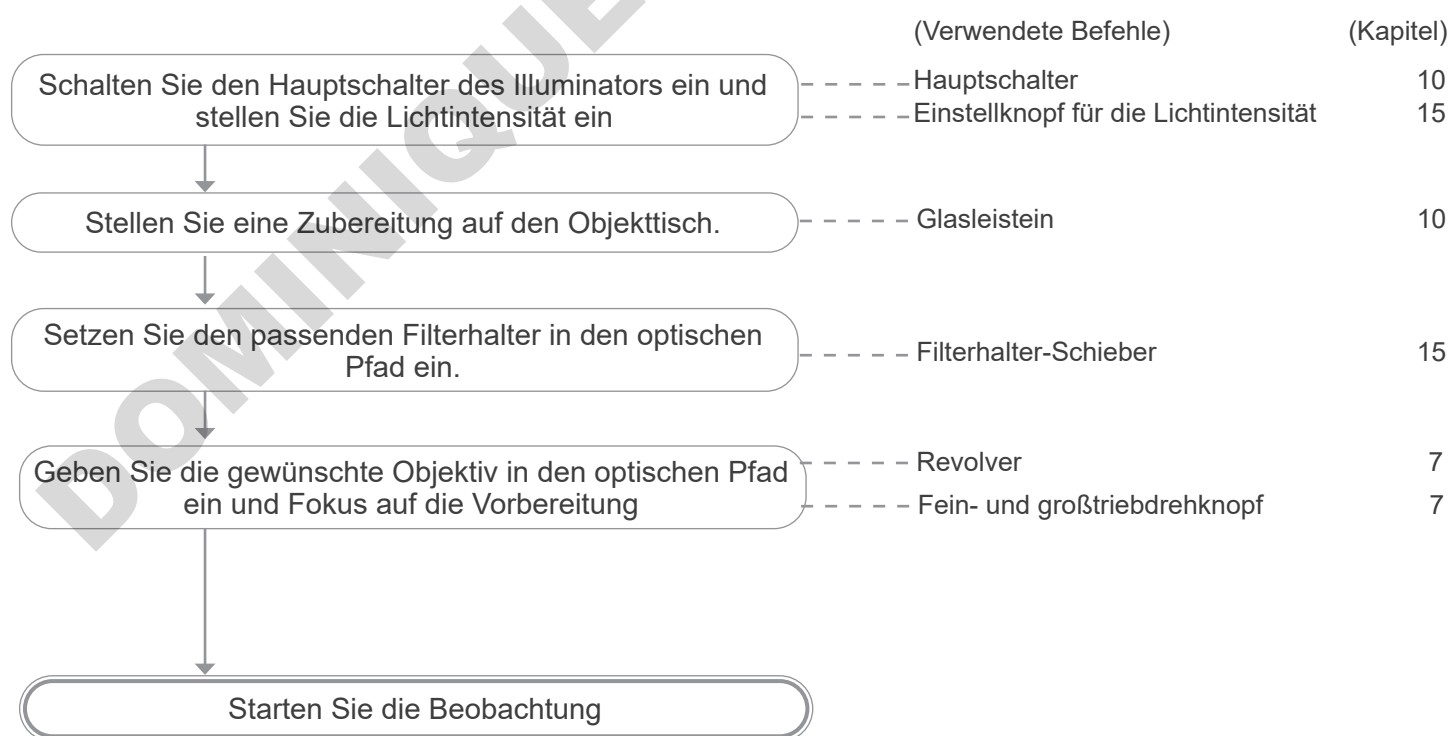 (Verwendete Befehle) (Kapitel)
Schalten Sie den Hauptschalter des Illuminators ein und
stellen Sie die Lichtintensität ein
Hauptschalter 10
Einstellknopf für die Lichtintensität 15
Stellen Sie eine Zubereitung auf den Objekttisch.
Glasleistein 10
Setzen Sie den passenden Filterhalter in den optischen
Pfad ein.
Filterhalter-Schieber 15
Geben Sie die gewünschte Objektiv in den optischen Pfad
ein und Fokus auf die Vorbereitung
Revolver 7
Fein- und großtriebdrehknopf 7
Starten Sie die Beobachtung
DOMINIQUE